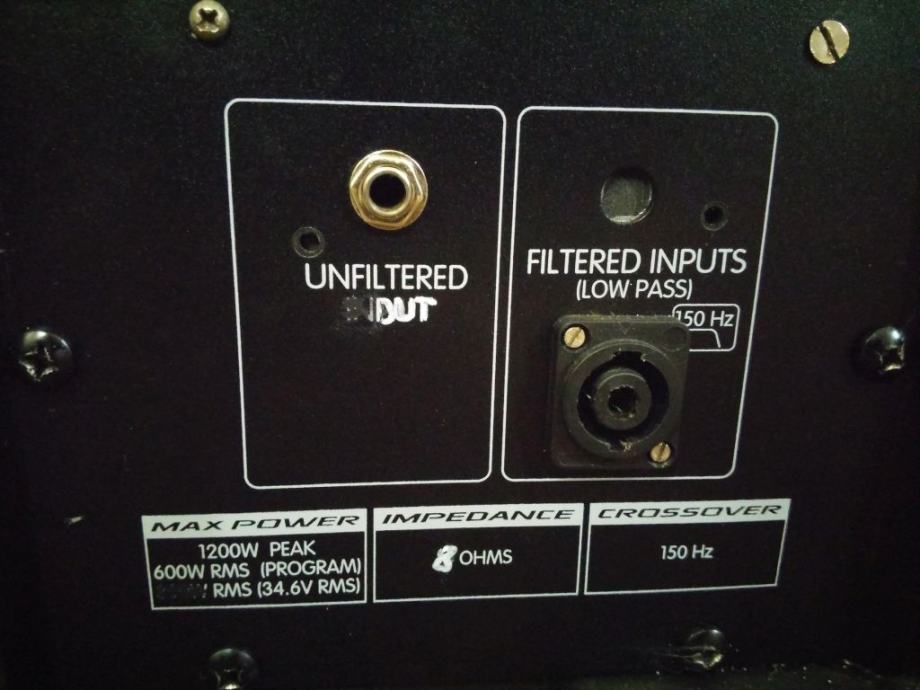 UNFILTERED
OUT
FILTERED INPUTS
(LOW PASS)
150 Hz
MAX POWER
1200W PEAK
600W RMS (PROGRAM)
RMS (34.6V RMS)
IMPEDANCE
8 OHMS
CROSSOVER
150 Hz